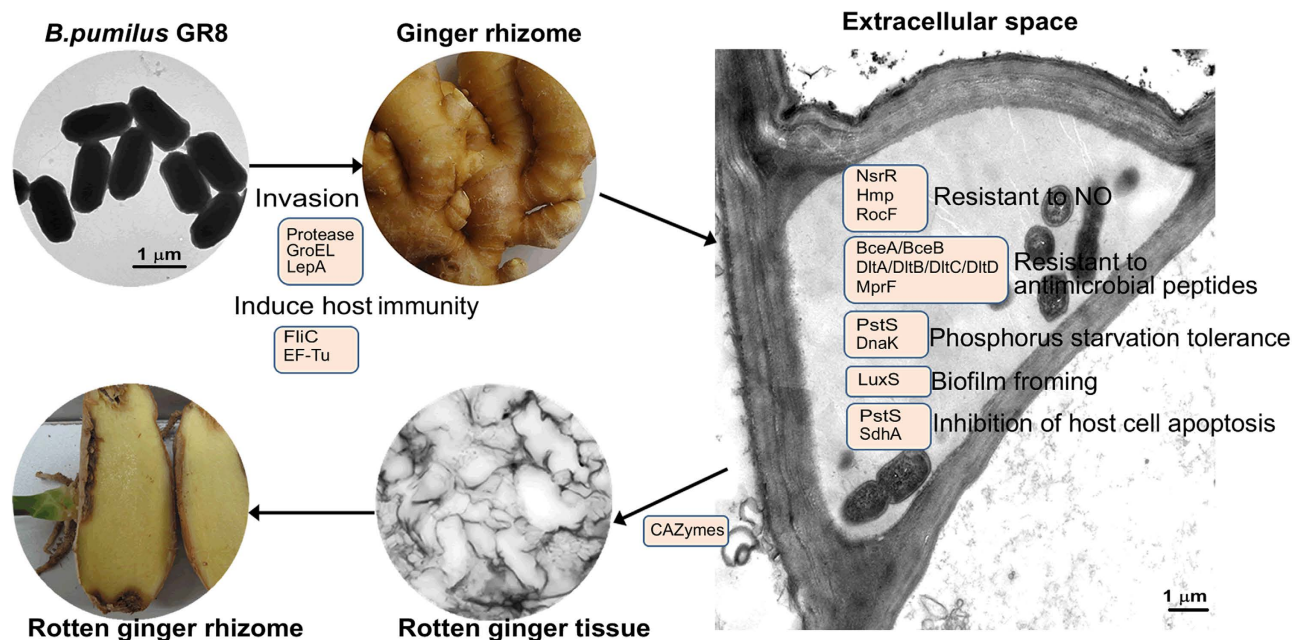 B.pumilus GR8
Ginger rhizome
Extracellular space
1 μm
Invasion
Protease
GroEL
LepA
Induce host immunity
FliC
EF-Tu
NsrR
Hmp
RocF
Resistant to NO
BceA/BceB
DltA/DltB/DltC/DltD
MprF
Resistant to
antimicrobial peptides
PstS
DnaK
Phosphorus starvation tolerance
LuxS
Biofilm froming
PstS
SdhA
Inhibition of host cell apoptosis
CAZymes
1 μm
Rotten ginger rhizome
Rotten ginger tissue